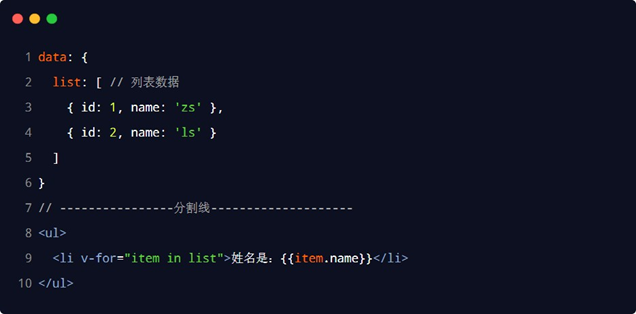 1 data: {
2   list: [ // 列表数据
3     { id: 1, name: 'zs' },
4     { id: 2, name: 'ls' }
5   ]
6 }
7 // ----------------分割线--------------------
8 <ul>
9   <li v-for="item in list">姓名是：{{item.name}}</li>
10 </ul>